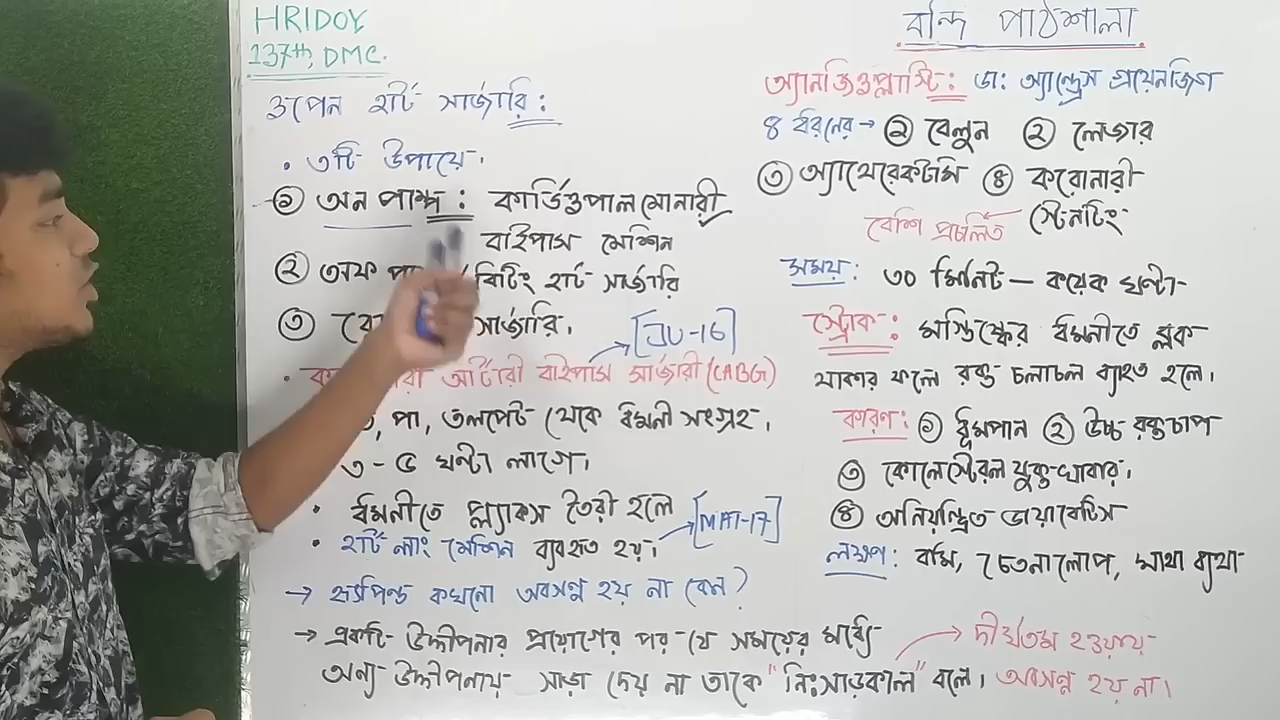 HRIDOY
137th, DMC.
ওপেন হার্ট সার্জারি:
• ৩টি উপায়ে।
① অন পাম্প: কার্ডিওপালমোনারী
বাইপাস মেশিন
② অফ বিটিং হার্ট সার্জারি
③ সার্জারি।
[JU-16]
• আর্টারী বাইপাস সার্জারী (CABG)
পা, তলপেট থেকে ধমনী সংগ্রহ।
৩-৫ ঘণ্টা লাগে।
• ধমনীতে প্ল্যাকস তৈরী হলে
• হার্ট লাং মেশিন ব্যবহৃত হয়। → [MAT-17]
→ হৃৎপিন্ড কখনো অবসন্ন হয় না কেন?
→ একটি উদ্দীপনার প্রয়োগের পর যে সময়ের মধ্যে
অন্য উদ্দীপনায় সাড়া দেয় না তাকে "নিঃসাড়কাল" বলে।
→ দীর্ঘতম হওয়ায়
অবসন্ন হয় না।
বন্দি পাঠশালা
অ্যানজিওপ্লাস্টি: ডা: অ্যান্ড্রেস গ্রয়েনজিগ
৪ ধরনের → ① বেলুন ② লেজার
③ অ্যাথেরেকটমি ④ করোনারী
স্টেনটিং
বেশি প্রচলিত
সময়: ৩০ মিনিট — কয়েক ঘণ্টা
স্ট্রোক: মস্তিষ্কের ধমনীতে ব্লক
থাকার ফলে রক্ত চলাচল ব্যাহত হলে।
কারণ: ① ধূমপান ② উচ্চ রক্তচাপ
③ কোলেস্টেরল যুক্ত খাবার।
④ অনিয়ন্ত্রিত ডায়াবেটিস
লক্ষণ: বমি, চেতনালোপ, মাথা ব্যথা